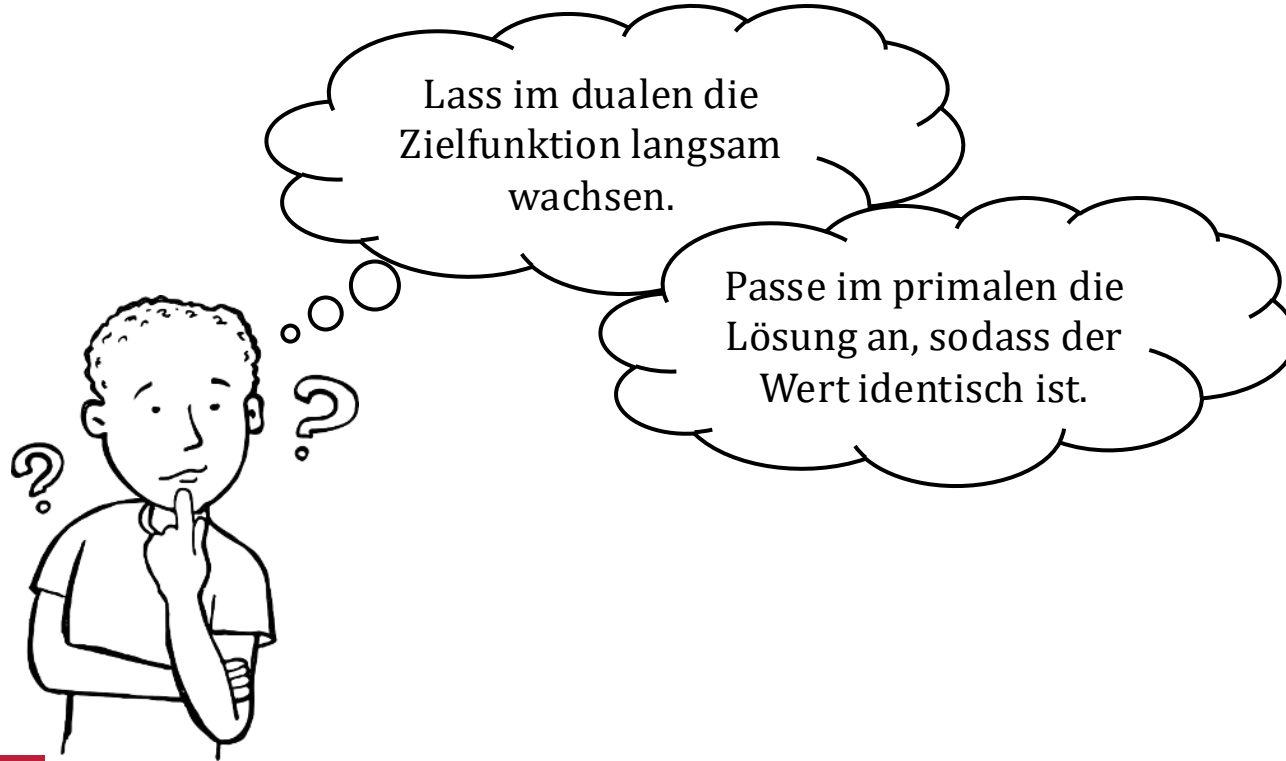 Lass im dualen die
Zielfunktion langsam
wachsen.
Passe im primalen die
Lösung an, sodass der
Wert identisch ist.
?
?